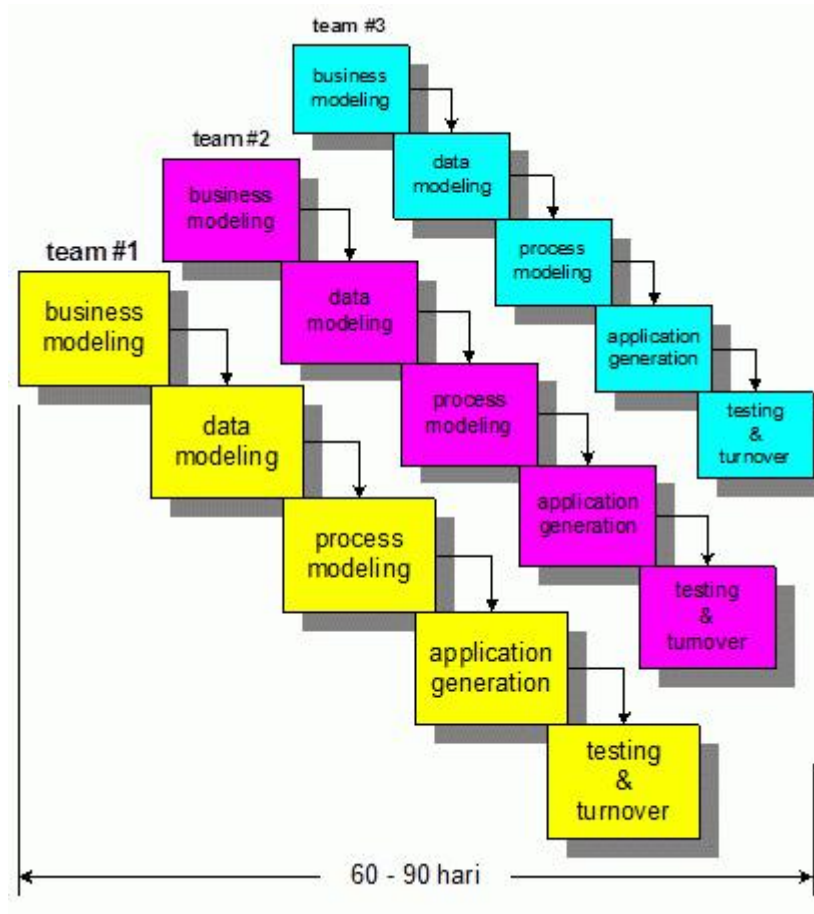 team #3
business
modeling
data
modeling
process
modeling
application
generation
testing
&
turnover
team #2
business
modeling
data
modeling
process
modeling
application
generation
testing
&
turnover
team #1
business
modeling
data
modeling
process
modeling
application
generation
testing
&
turnover
60 - 90 hari